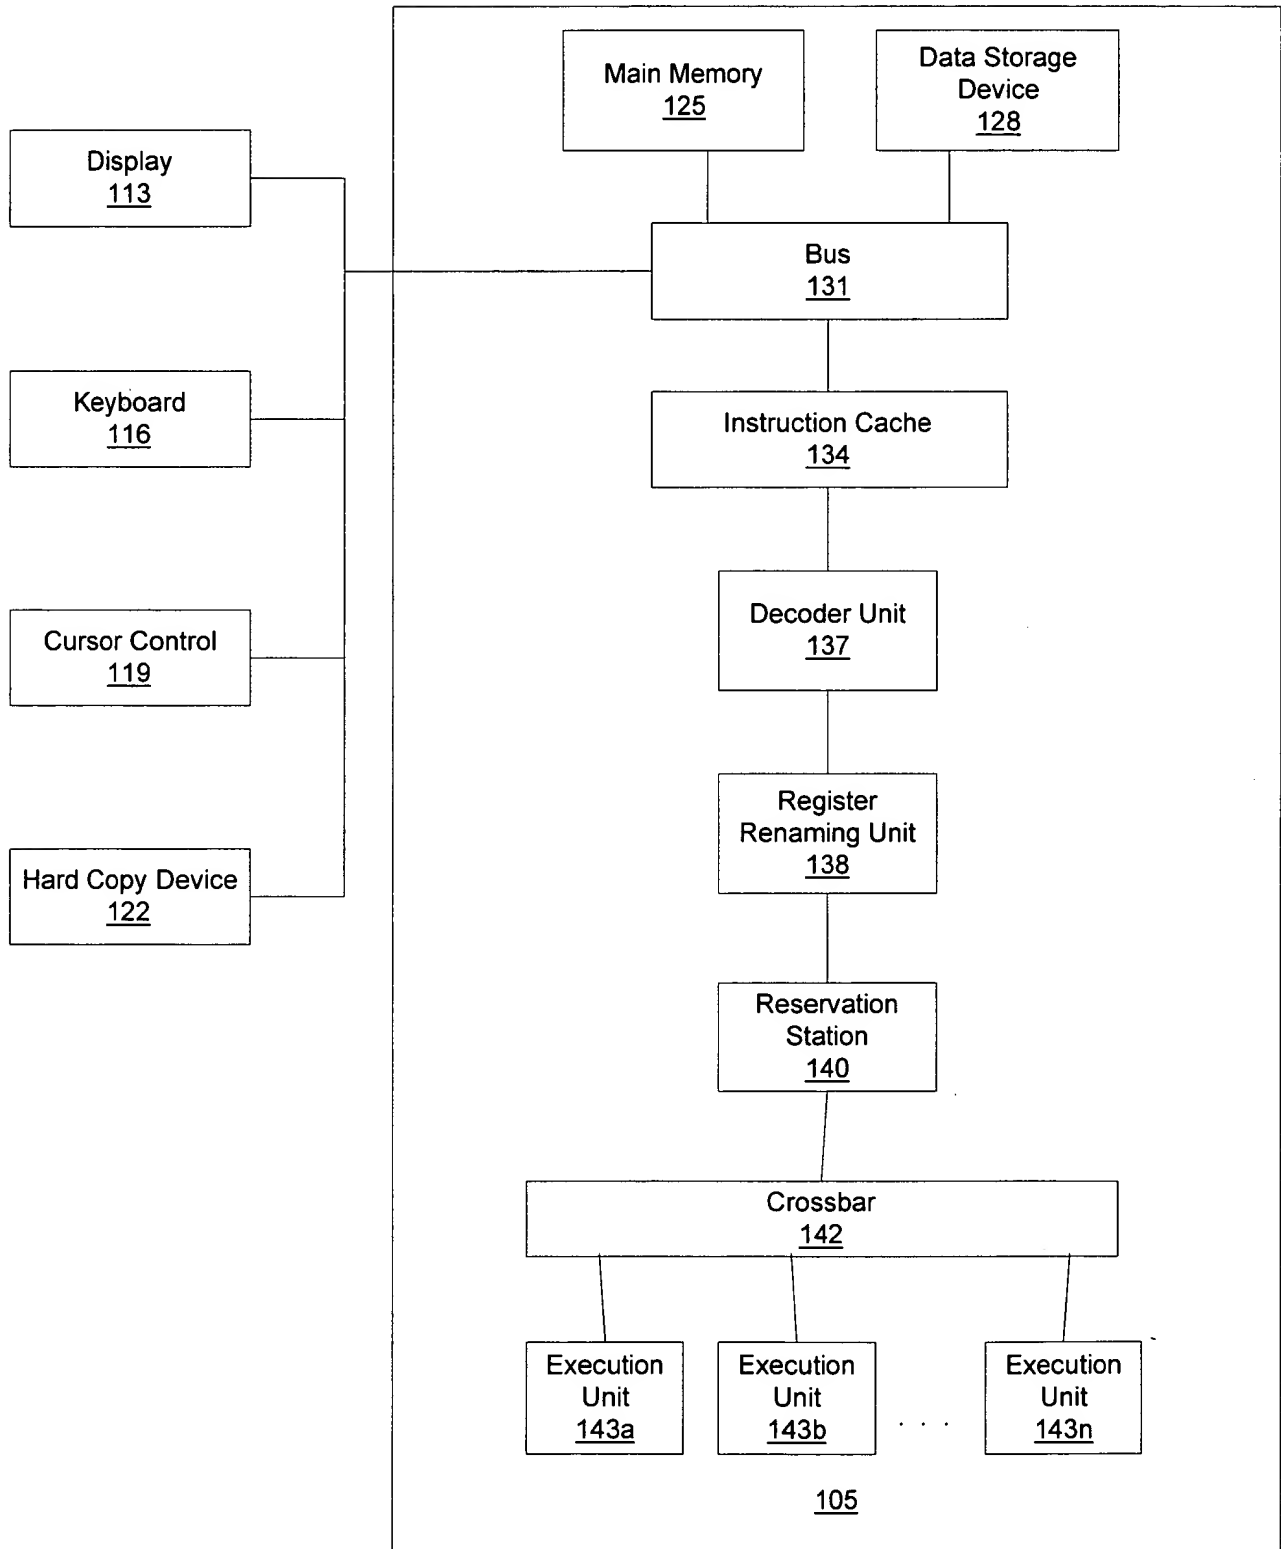 Main Memory
125
Data Storage
Device
128
Display
113
Bus
131
Keyboard
116
Instruction Cache
134
Decoder Unit
137
Cursor Control
119
Register
Renaming Unit
138
Hard Copy Device
122
Reservation
Station
140
Crossbar
142
Execution
Unit
143a
Execution
Unit
143b
. . .
Execution
Unit
143n
105